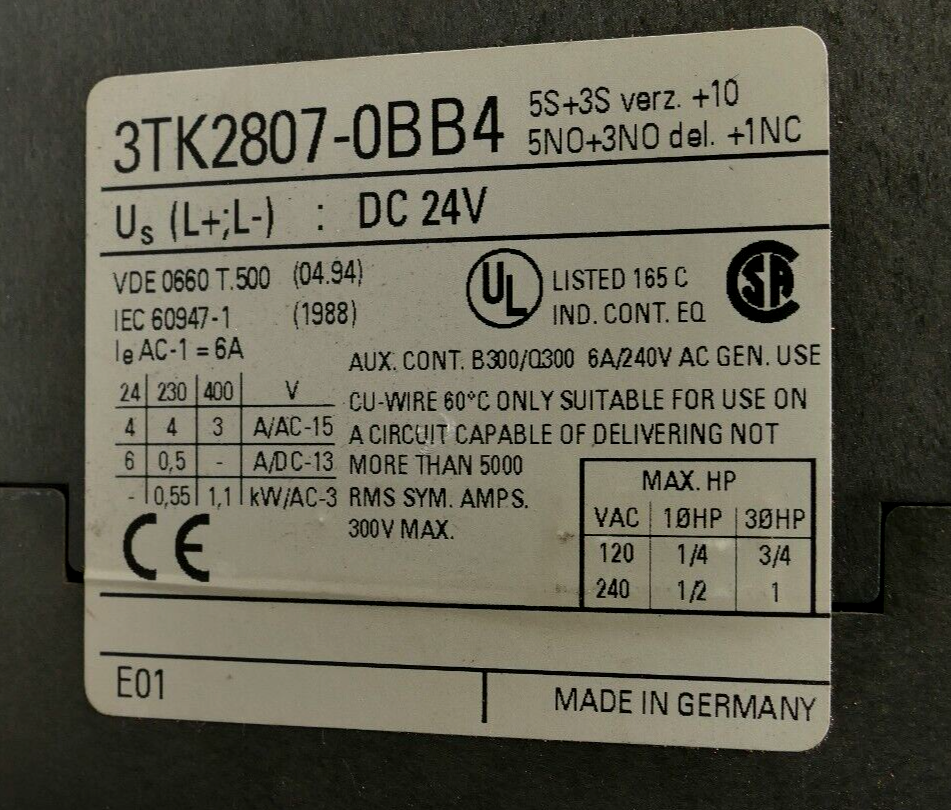 3TK2807-0BB4
5S+3S verz. +1O
5NO+3NO del. +1NC
Us (L+;L-) : DC 24V
VDE 0660 T.500 (04.94)
IEC 60947-1 (1988)
Ie AC-1 = 6A
UL LISTED 165 C
IND. CONT. EQ
SA
AUX. CONT. B300/Q300 6A/240V AC GEN. USE
CU-WIRE 60°C ONLY SUITABLE FOR USE ON
A CIRCUIT CAPABLE OF DELIVERING NOT
MORE THAN 5000
RMS SYM. AMPS.
300V MAX.
24 230 400 V
4 4 3 A/AC-15
6 0,5 - A/DC-13
- 0,55 1,1 kW/AC-3
CE
MAX. HP
VAC 1ØHP 3ØHP
120 1/4 3/4
240 1/2 1
E01
MADE IN GERMANY